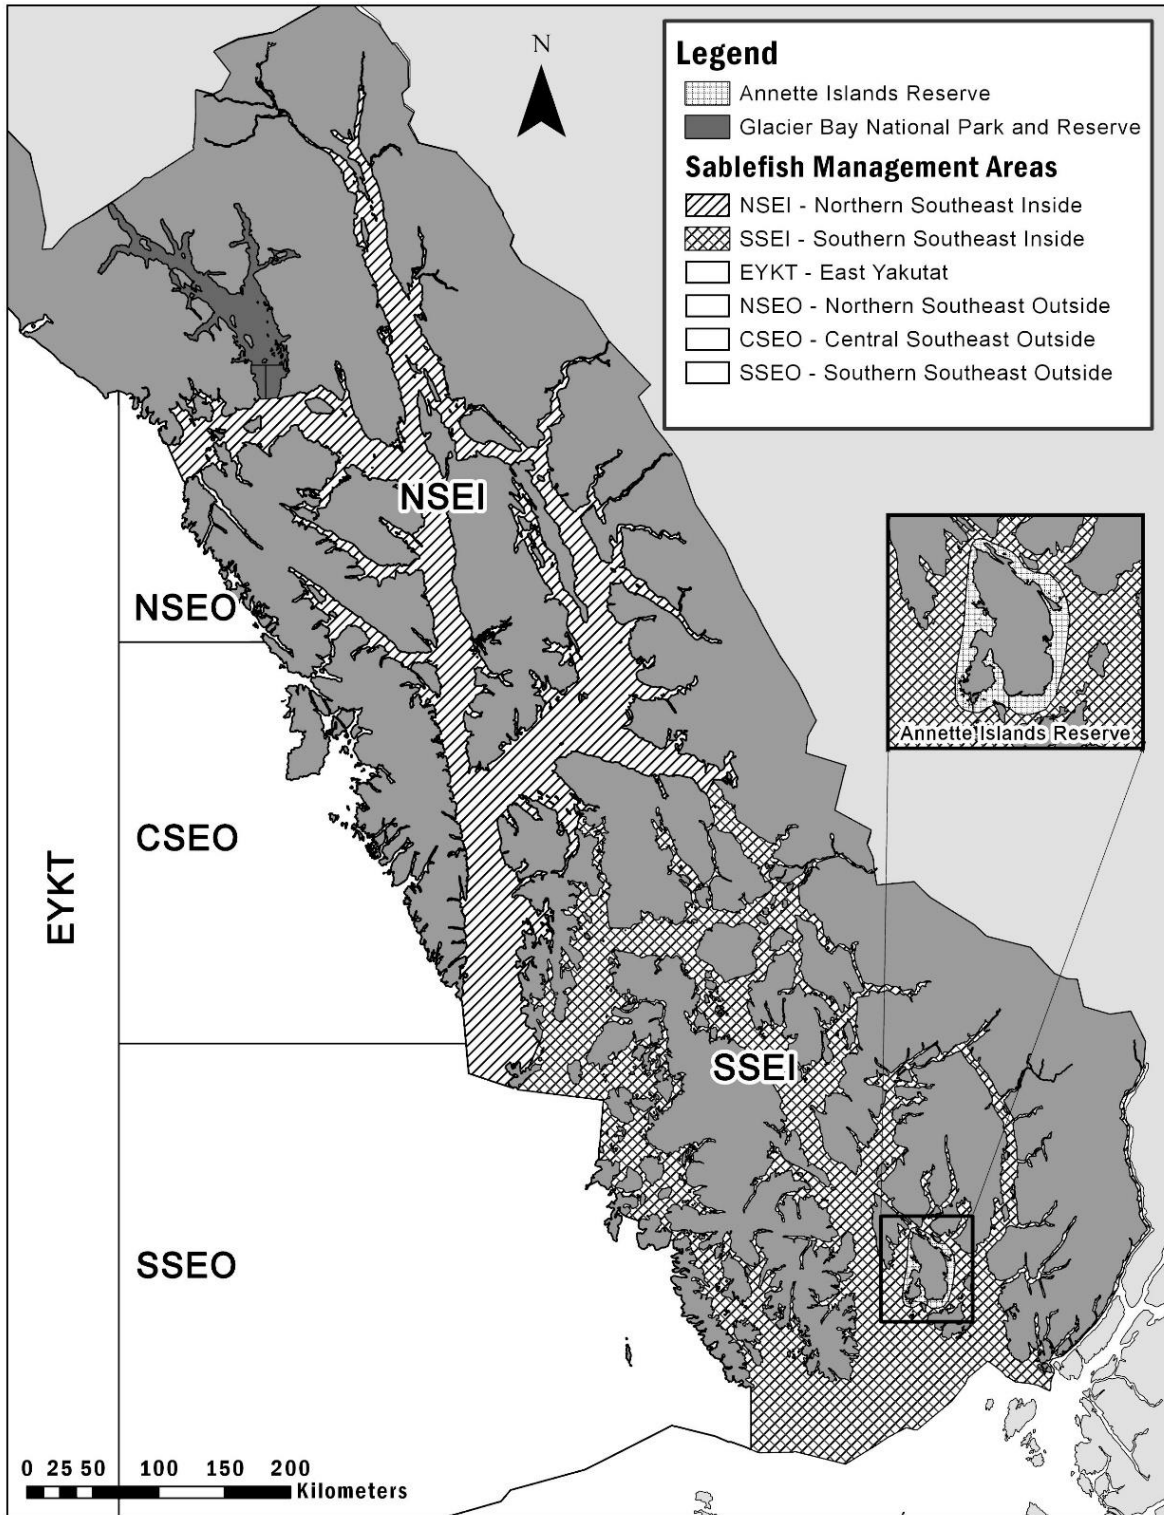 N
Legend
Annette Islands Reserve
Glacier Bay National Park and Reserve
Sablefish Management Areas
NSEI - Northern Southeast Inside
SSEI - Southern Southeast Inside
EYKT - East Yakutat
NSEO - Northern Southeast Outside
CSEO - Central Southeast Outside
SSEO - Southern Southeast Outside
NSEI
NSEO
Annette Islands Reserve
CSEO
EYKT
SSEI
SSEO
0 25 50 100 150 200
Kilometers